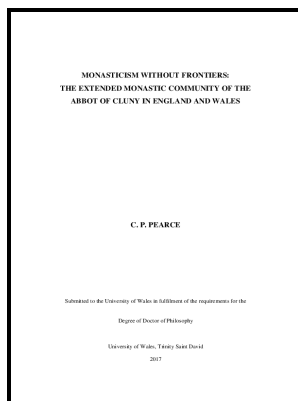 MONASTICISM WITHOUT FRONTIERS:
THE EXTENDED MONASTIC COMMUNITY OF THE
ABBOT OF CLUNY IN ENGLAND AND WALES
C. P. PEARCE
Submitted to the University of Wales in fulfilment of the requirements for the
Degree of Doctor of Philosophy
University of Wales, Trinity Saint David
2017